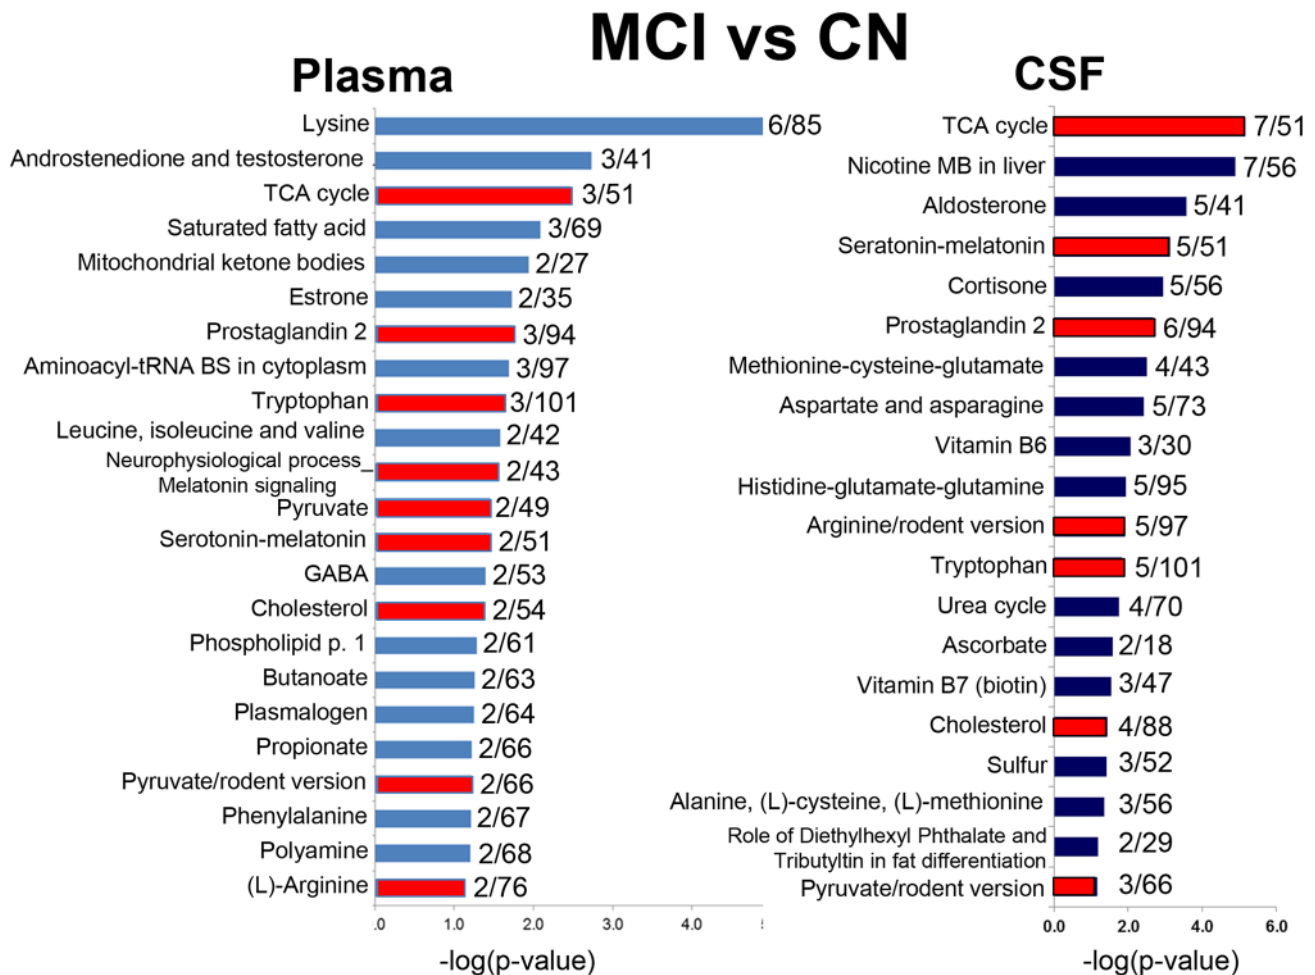 MCI vs CN
Plasma
Lysine 6/85
Androstenedione and testosterone 3/41
TCA cycle 3/51
Saturated fatty acid 3/69
Mitochondrial ketone bodies 2/27
Estrone 2/35
Prostaglandin 2 3/94
Aminoacyl-tRNA BS in cytoplasm 3/97
Tryptophan 3/101
Leucine, isoleucine and valine 2/42
Neurophysiological process_
Melatonin signaling 2/43
Pyruvate 2/49
Serotonin-melatonin 2/51
GABA 2/53
Cholesterol 2/54
Phospholipid p. 1 2/61
Butanoate 2/63
Plasmalogen 2/64
Propionate 2/66
Pyruvate/rodent version 2/66
Phenylalanine 2/67
Polyamine 2/68
(L)-Arginine 2/76
.0 1.0 2.0 3.0 4.0
-log(p-value)
CSF
TCA cycle 7/51
Nicotine MB in liver 7/56
Aldosterone 5/41
Seratonin-melatonin 5/51
Cortisone 5/56
Prostaglandin 2 6/94
Methionine-cysteine-glutamate 4/43
Aspartate and asparagine 5/73
Vitamin B6 3/30
Histidine-glutamate-glutamine 5/95
Arginine/rodent version 5/97
Tryptophan 5/101
Urea cycle 4/70
Ascorbate 2/18
Vitamin B7 (biotin) 3/47
Cholesterol 4/88
Sulfur 3/52
Alanine, (L)-cysteine, (L)-methionine 3/56
Role of Diethylhexyl Phthalate and
Tributyltin in fat differentiation 2/29
Pyruvate/rodent version 3/66
0.0 2.0 4.0 6.0
-log(p-value)